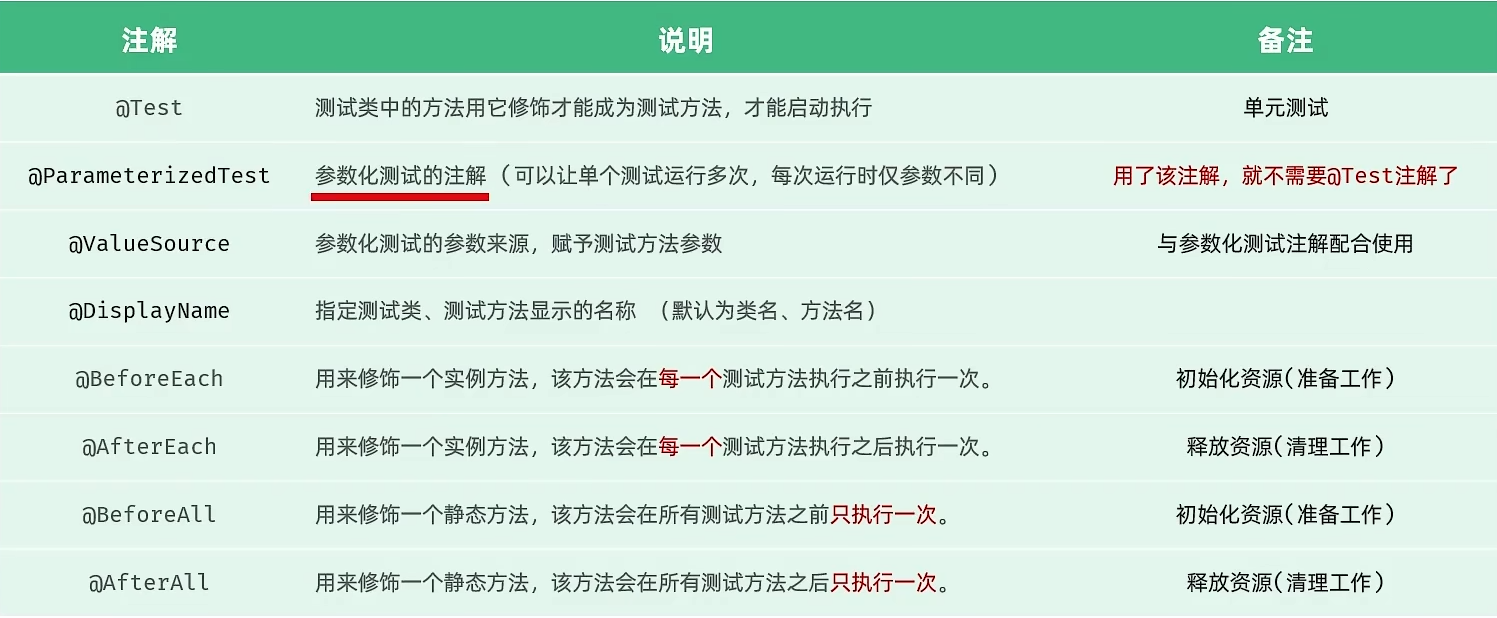 注解 说明 备注
@Test 测试类中的方法用它修饰才能成为测试方法，才能启动执行 单元测试
@ParameterizedTest 参数化测试的注解（可以让单个测试运行多次，每次运行时仅参数不同） 用了该注解，就不需要@Test注解了
@ValueSource 参数化测试的参数来源，赋予测试方法参数 与参数化测试注解配合使用
@DisplayName 指定测试类、测试方法显示的名称 （默认为类名、方法名）
@BeforeEach 用来修饰一个实例方法，该方法会在每一个测试方法执行之前执行一次。 初始化资源(准备工作)
@AfterEach 用来修饰一个实例方法，该方法会在每一个测试方法执行之后执行一次。 释放资源(清理工作)
@BeforeAll 用来修饰一个静态方法，该方法会在所有测试方法之前只执行一次。 初始化资源(准备工作)
@AfterAll 用来修饰一个静态方法，该方法会在所有测试方法之后只执行一次。 释放资源(清理工作)